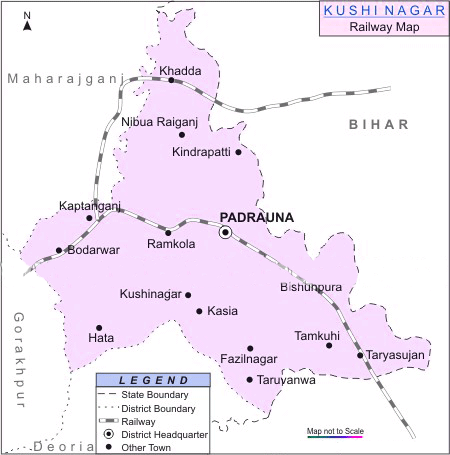 N
KUSHI NAGAR
Railway Map
Maharajganj
Khadda
Nibua Raiganj
BIHAR
Kindrapatti
Kaptanganj
PADRAUNA
Ramkola
Bodarwar
Bishunpura
Kushinagar
Kasia
Gorakhpur
Hata
Tamkuhi
Fazilnagar
Taryasujan
Taruyanwa
LEGEND
State Boundary
District Boundary
Railway
District Headquarter
Other Town
Map not to Scale
Deoria